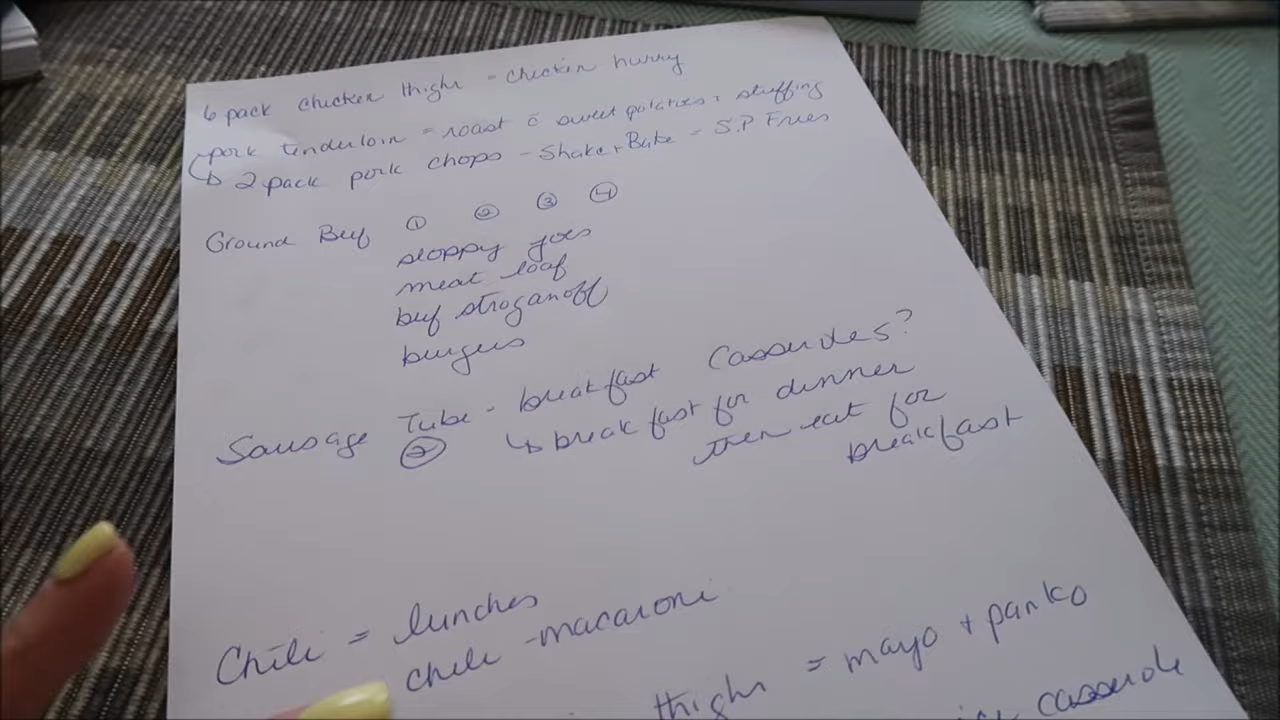 6 pack chicken thigh = chicken hurry
pork tenderloin = roast c̄ sweet potatoes + stuffing
↳ 2 pack pork chops - Shake + Bake = S.P Fries
Ground Beef ① ② ③ ④
sloppy joes
meat loaf
beef stroganoff
burgers
Sausage Tube - breakfast casseroles?
② ↳ breakfast for dinner
then eat for
breakfast
Chili = lunches
chili - macaroni
thighs = mayo + panko
casserole